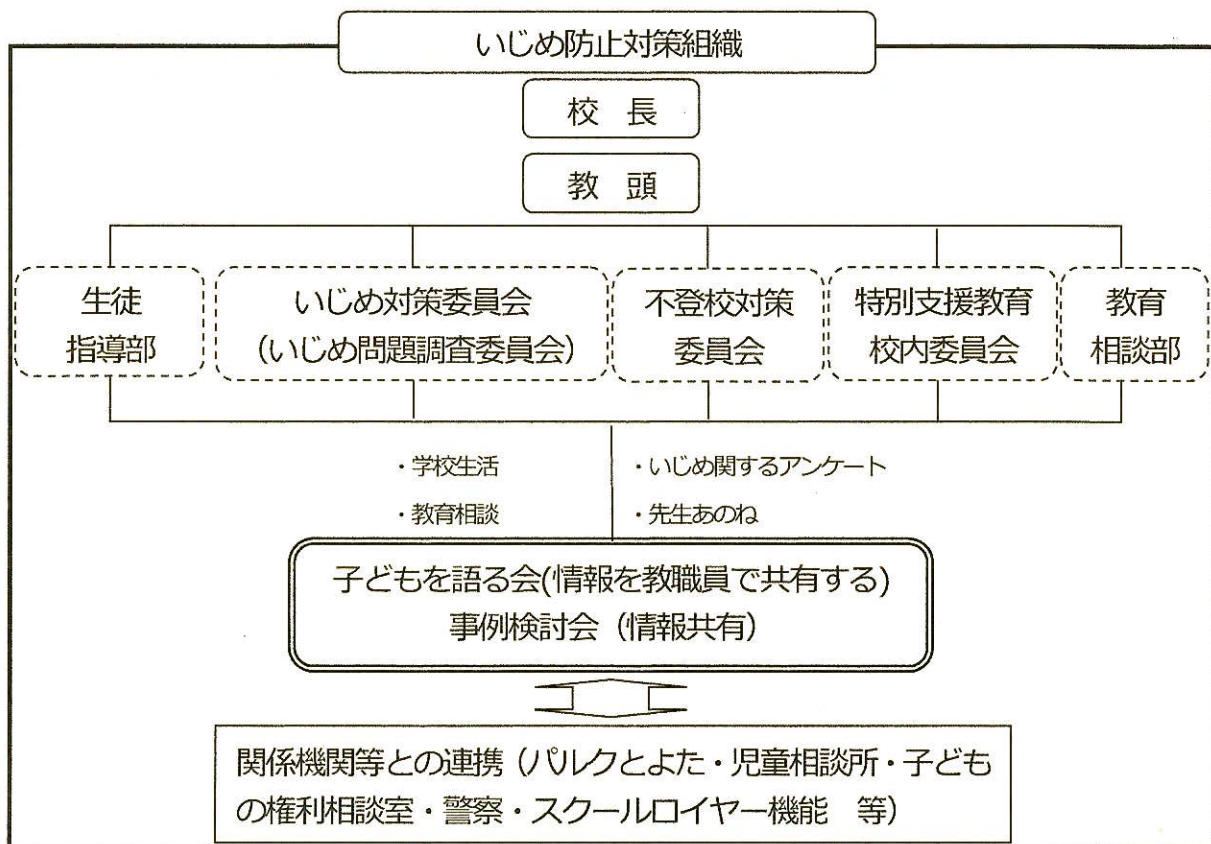 いじめ防止対策組織
校　長
教　頭
生徒
指導部
いじめ対策委員会
（いじめ問題調査委員会）
不登校対策
委員会
特別支援教育
校内委員会
教育
相談部
・学校生活
・いじめ関するアンケート
・教育相談
・先生あのね
子どもを語る会(情報を教職員で共有する)
事例検討会（情報共有）
関係機関等との連携（パルクとよた・児童相談所・子ども
の権利相談室・警察・スクールロイヤー機能　等）